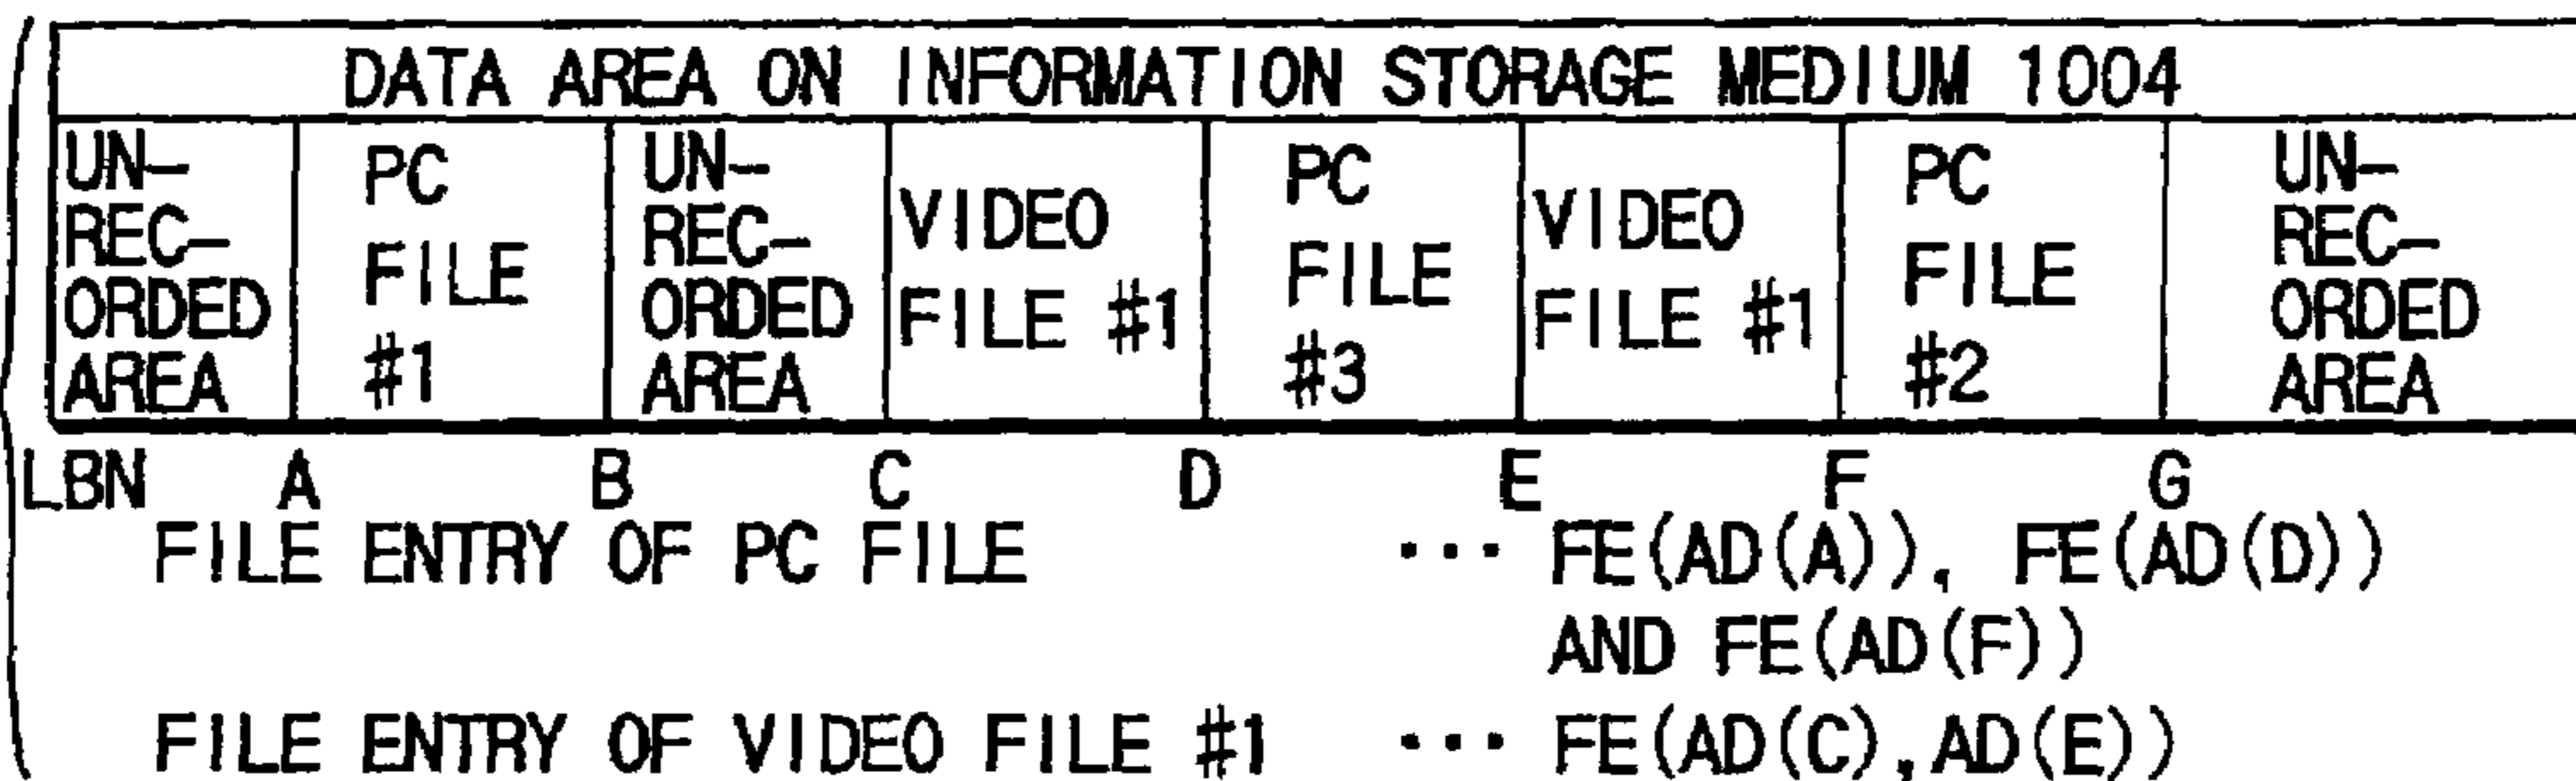 DATA AREA ON INFORMATION STORAGE MEDIUM 1004
UN-
REC-
ORDED
AREA
PC
FILE
#1
UN-
REC-
ORDED
AREA
VIDEO
FILE #1
PC
FILE
#3
VIDEO
FILE #1
PC
FILE
#2
UN-
REC-
ORDED
AREA
LBN A B C D E F G
FILE ENTRY OF PC FILE ··· FE(AD(A)), FE(AD(D))
AND FE(AD(F))
FILE ENTRY OF VIDEO FILE #1 ··· FE(AD(C),AD(E))